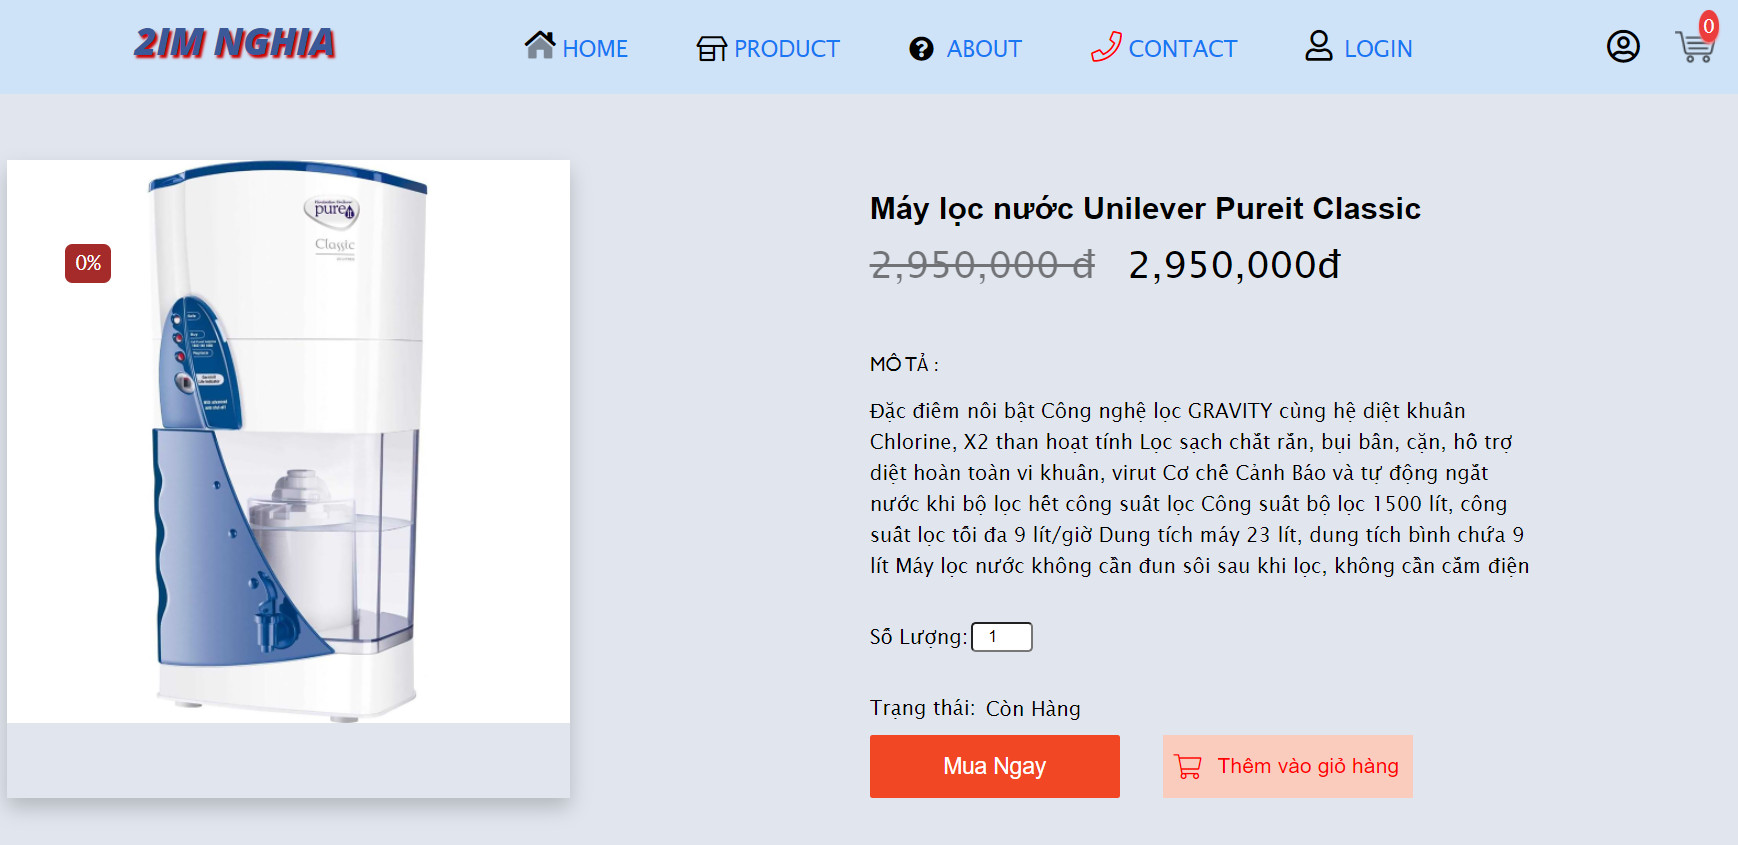 2IM NGHIA
HOME
PRODUCT
ABOUT
CONTACT
LOGIN
0
0%
pureit
Classic
Máy lọc nước Unilever Pureit Classic
2,950,000 đ 2,950,000đ
MÔ TẢ :
Đặc điểm nổi bật Công nghệ lọc GRAVITY cùng hệ diệt khuẩn
Chlorine, X2 than hoạt tính Lọc sạch chất rắn, bụi bẩn, cặn, hỗ trợ
diệt hoàn toàn vi khuẩn, virut Cơ chế Cảnh Báo và tự động ngắt
nước khi bộ lọc hết công suất lọc Công suất bộ lọc 1500 lít, công
suất lọc tối đa 9 lít/giờ Dung tích máy 23 lít, dung tích bình chứa 9
lít Máy lọc nước không cần đun sôi sau khi lọc, không cần cắm điện
Số Lượng: 1
Trạng thái: Còn Hàng
Mua Ngay
Thêm vào giỏ hàng